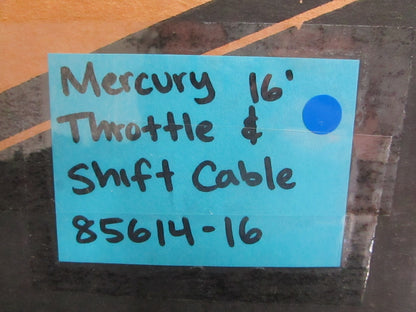 Mercury 16'
Throttle &
Shift Cable
85614-16